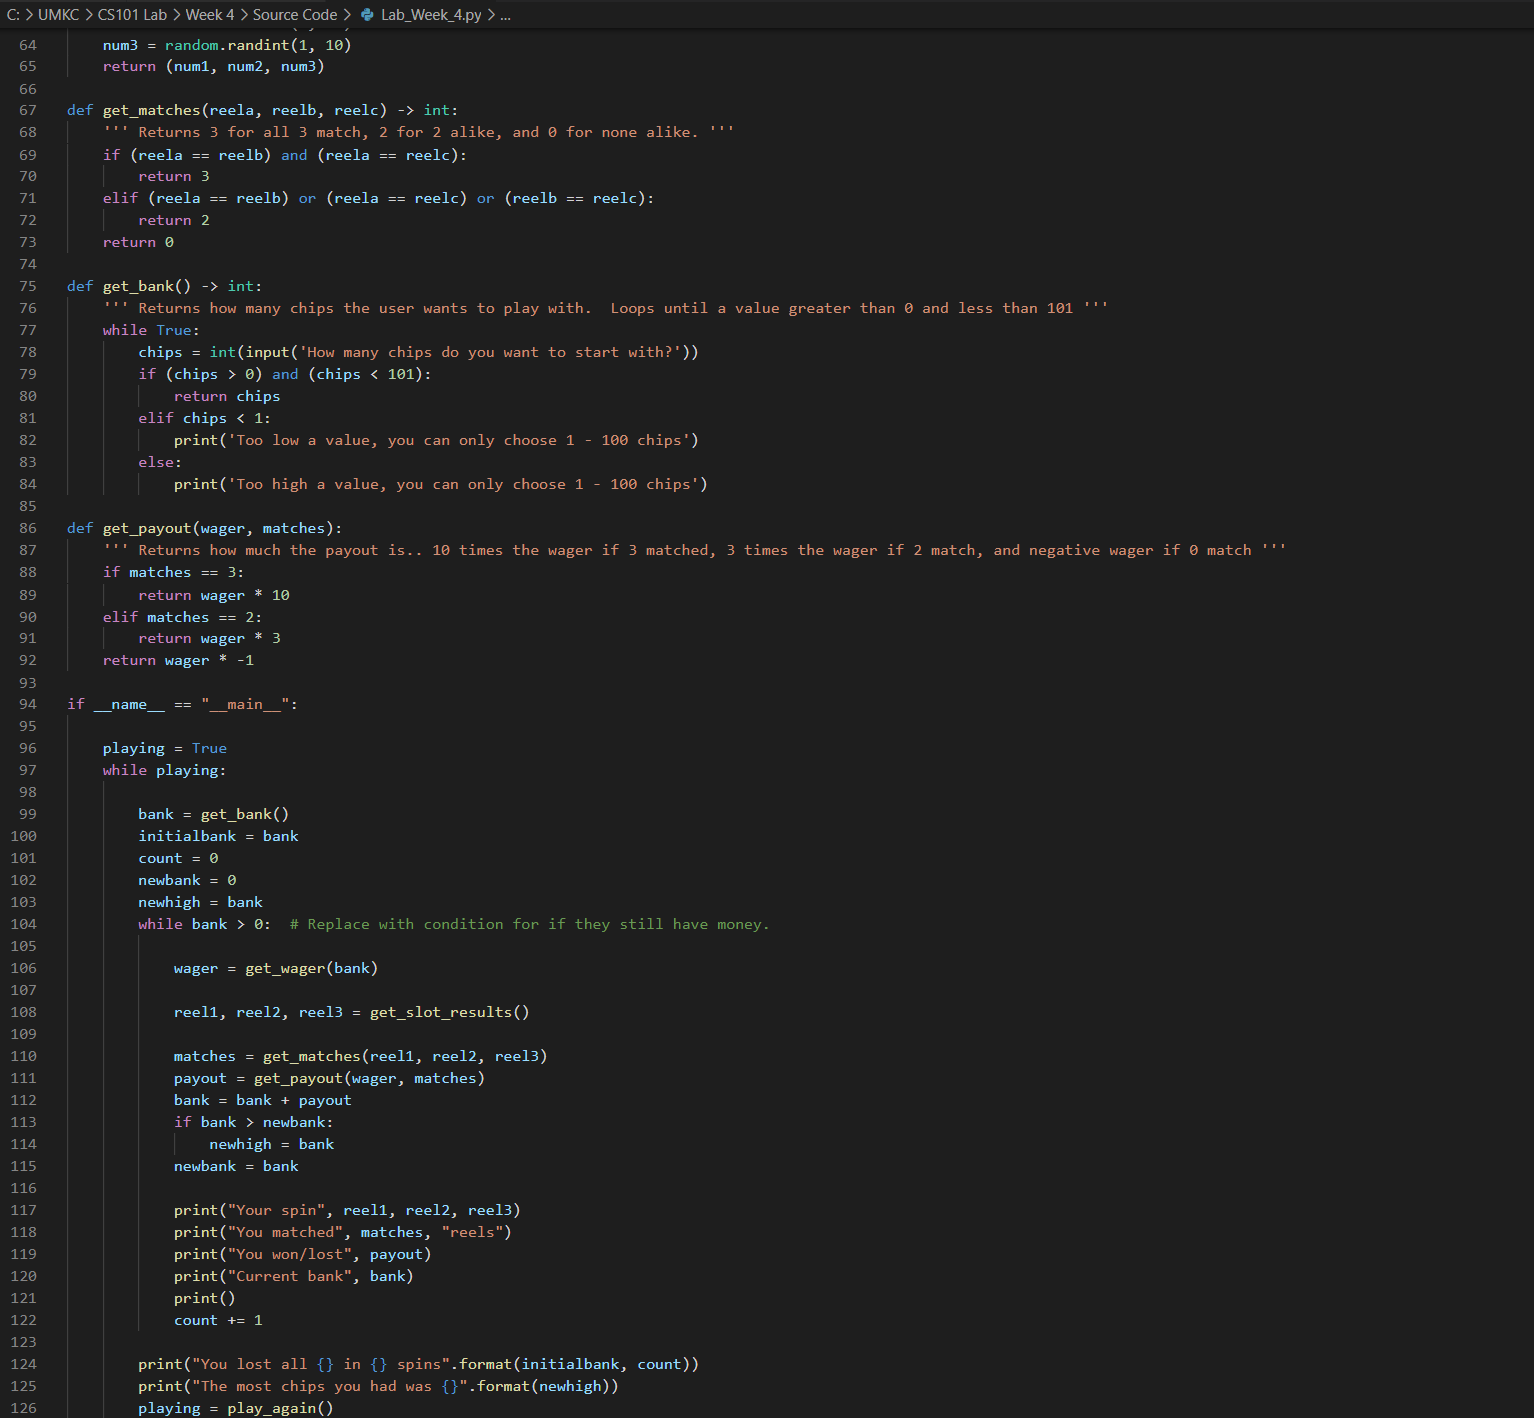 C: > UMKC > CS101 Lab > Week 4 > Source Code > Lab_Week_4.py > ...
64 num3 = random.randint(1, 10)
65 return (num1, num2, num3)
66
67 def get_matches(reela, reelb, reelc) -> int:
68 ''' Returns 3 for all 3 match, 2 for 2 alike, and 0 for none alike. '''
69 if (reela == reelb) and (reela == reelc):
70 return 3
71 elif (reela == reelb) or (reela == reelc) or (reelb == reelc):
72 return 2
73 return 0
74
75 def get_bank() -> int:
76 ''' Returns how many chips the user wants to play with.  Loops until a value greater than 0 and less than 101 '''
77 while True:
78 chips = int(input('How many chips do you want to start with?'))
79 if (chips > 0) and (chips < 101):
80 return chips
81 elif chips < 1:
82 print('Too low a value, you can only choose 1 - 100 chips')
83 else:
84 print('Too high a value, you can only choose 1 - 100 chips')
85
86 def get_payout(wager, matches):
87 ''' Returns how much the payout is.. 10 times the wager if 3 matched, 3 times the wager if 2 match, and negative wager if 0 match '''
88 if matches == 3:
89 return wager * 10
90 elif matches == 2:
91 return wager * 3
92 return wager * -1
93
94 if __name__ == "__main__":
95
96 playing = True
97 while playing:
98
99 bank = get_bank()
100 initialbank = bank
101 count = 0
102 newbank = 0
103 newhigh = bank
104 while bank > 0:  # Replace with condition for if they still have money.
105
106 wager = get_wager(bank)
107
108 reel1, reel2, reel3 = get_slot_results()
109
110 matches = get_matches(reel1, reel2, reel3)
111 payout = get_payout(wager, matches)
112 bank = bank + payout
113 if bank > newbank:
114 newhigh = bank
115 newbank = bank
116
117 print("Your spin", reel1, reel2, reel3)
118 print("You matched", matches, "reels")
119 print("You won/lost", payout)
120 print("Current bank", bank)
121 print()
122 count += 1
123
124 print("You lost all {} in {} spins".format(initialbank, count))
125 print("The most chips you had was {}".format(newhigh))
126 playing = play_again()